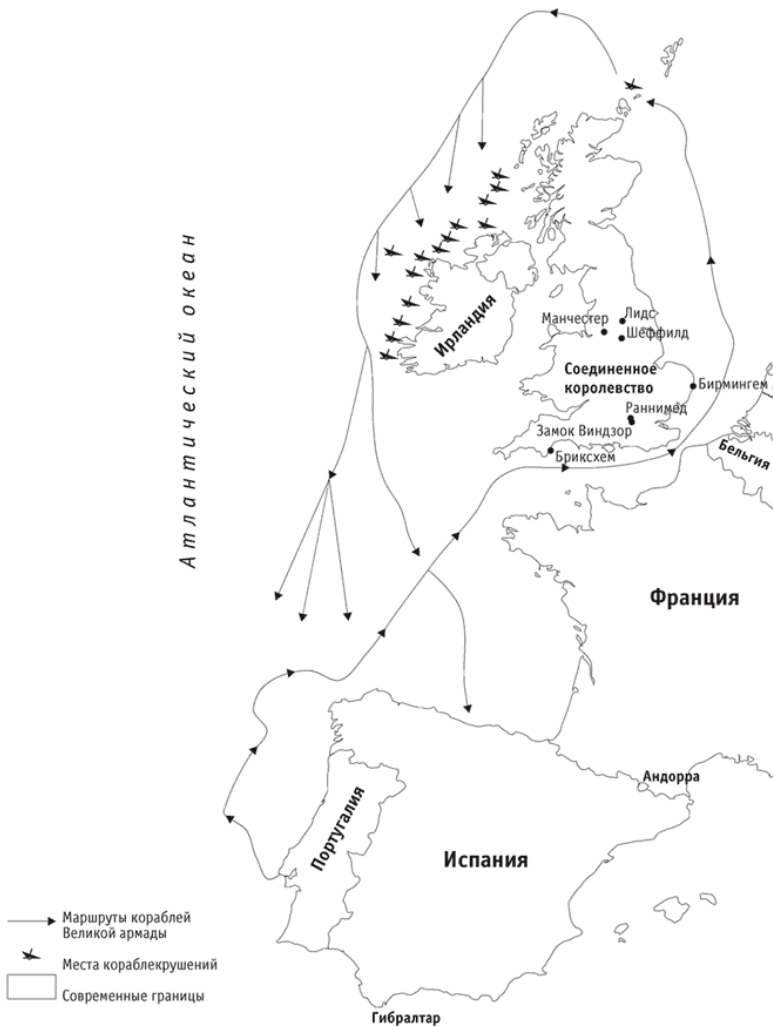 Атлантический океан
Ирландия
Манчестер
Лидс
Шеффилд
Соединенное
королевство
Бирмингем
Раннимед
Замок Виндзор
Бриксхем
Бельгия
Франция
Андорра
Португалия
Испания
Маршруты кораблей
Великой армады
Места кораблекрушений
Современные границы
Гибралтар